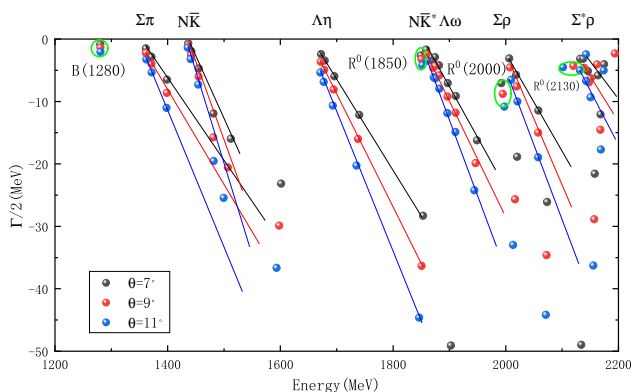 Σπ NK̅ Λη NK̅* Λω Σρ Σ*ρ
0
-10
-20
-30
-40
-50
Γ/2(MeV)
B(1280)
R⁰(1850)
R⁰(2000)
R⁰(2130)
θ=7°
θ=9°
θ=11°
1200 1400 1600 1800 2000 2200
Energy(MeV)